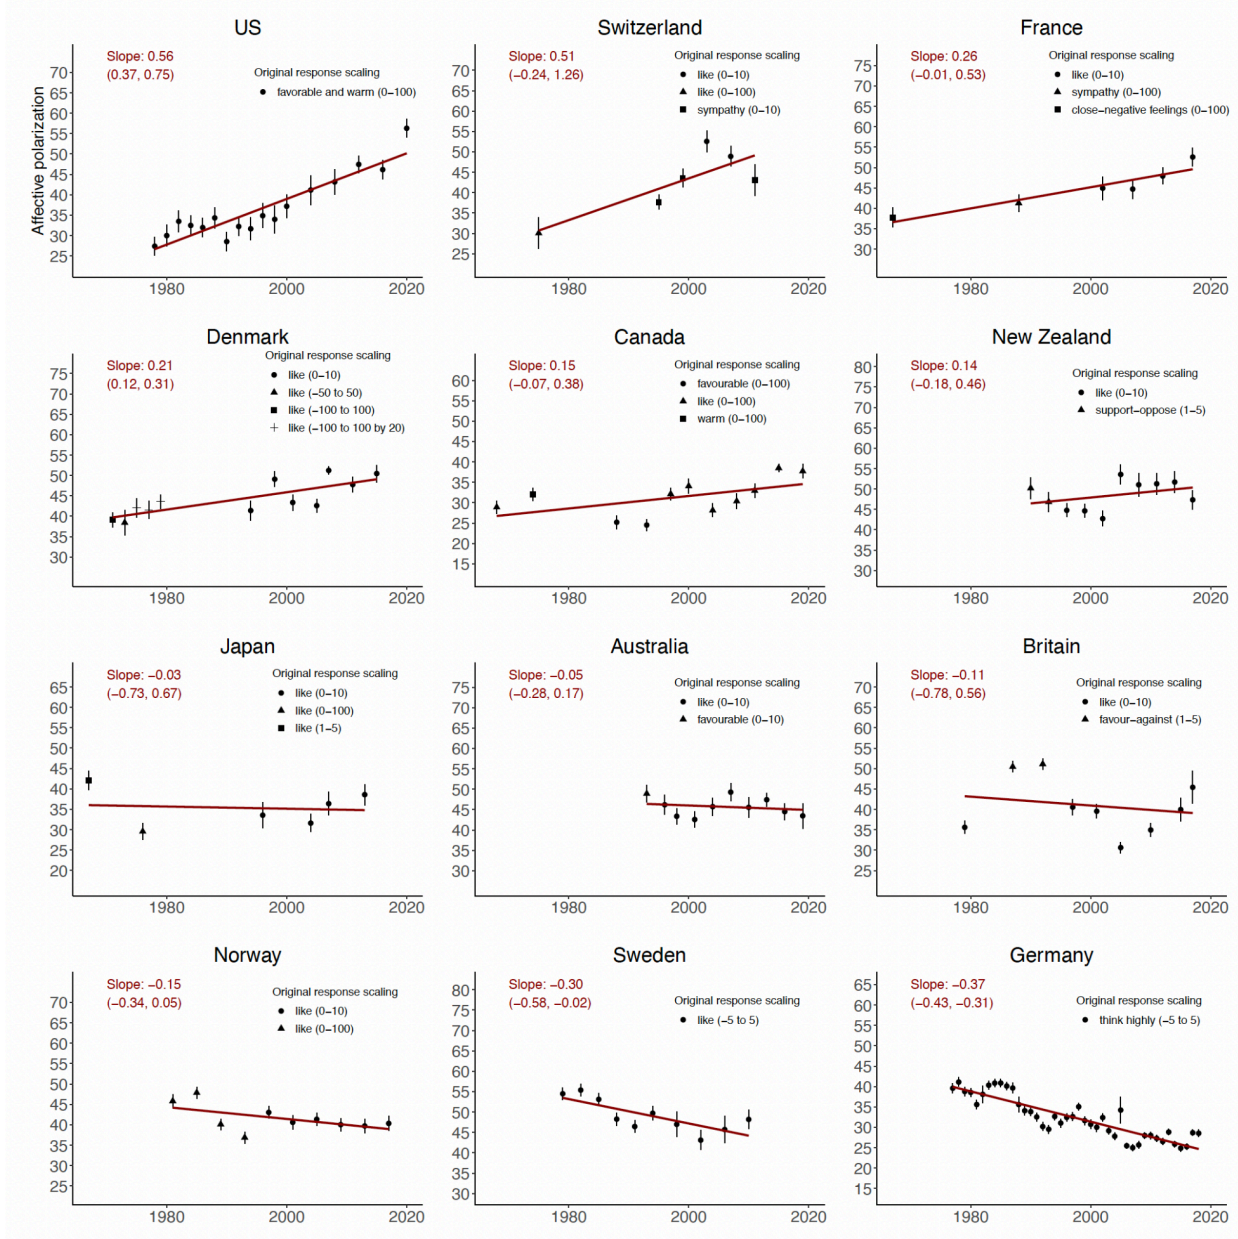 US
Slope: 0.56
(0.37, 0.75)
Original response scaling
favorable and warm (0−100)
Affective polarization
70
65
60
55
50
45
40
35
30
25
1980
2000
2020
Switzerland
Slope: 0.51
(−0.24, 1.26)
Original response scaling
like (0−10)
like (0−100)
sympathy (0−10)
70
65
60
55
50
45
40
35
30
25
1980
2000
2020
France
Slope: 0.26
(−0.01, 0.53)
Original response scaling
like (0−10)
sympathy (0−100)
close−negative feelings (0−100)
75
70
65
60
55
50
45
40
35
30
1980
2000
2020
Denmark
Slope: 0.21
(0.12, 0.31)
Original response scaling
like (0−10)
like (−50 to 50)
like (−100 to 100)
like (−100 to 100 by 20)
75
70
65
60
55
50
45
40
35
30
1980
2000
2020
Canada
Slope: 0.15
(−0.07, 0.38)
Original response scaling
favourable (0−100)
like (0−100)
warm (0−100)
60
55
50
45
40
35
30
25
20
15
1980
2000
2020
New Zealand
Slope: 0.14
(−0.18, 0.46)
Original response scaling
like (0−10)
support−oppose (1−5)
80
75
70
65
60
55
50
45
40
35
30
1980
2000
2020
Japan
Slope: −0.03
(−0.73, 0.67)
Original response scaling
like (0−10)
like (0−100)
like (1−5)
65
60
55
50
45
40
35
30
25
20
1980
2000
2020
Australia
Slope: −0.05
(−0.28, 0.17)
Original response scaling
like (0−10)
favourable (0−10)
75
70
65
60
55
50
45
40
35
30
1980
2000
2020
Britain
Slope: −0.11
(−0.78, 0.56)
Original response scaling
like (0−10)
favour−against (1−5)
70
65
60
55
50
45
40
35
30
25
1980
2000
2020
Norway
Slope: −0.15
(−0.34, 0.05)
Original response scaling
like (0−10)
like (0−100)
70
65
60
55
50
45
40
35
30
25
1980
2000
2020
Sweden
Slope: −0.30
(−0.58, −0.02)
Original response scaling
like (−5 to 5)
80
75
70
65
60
55
50
45
40
35
30
1980
2000
2020
Germany
Slope: −0.37
(−0.43, −0.31)
Original response scaling
think highly (−5 to 5)
65
60
55
50
45
40
35
30
25
20
15
1980
2000
2020